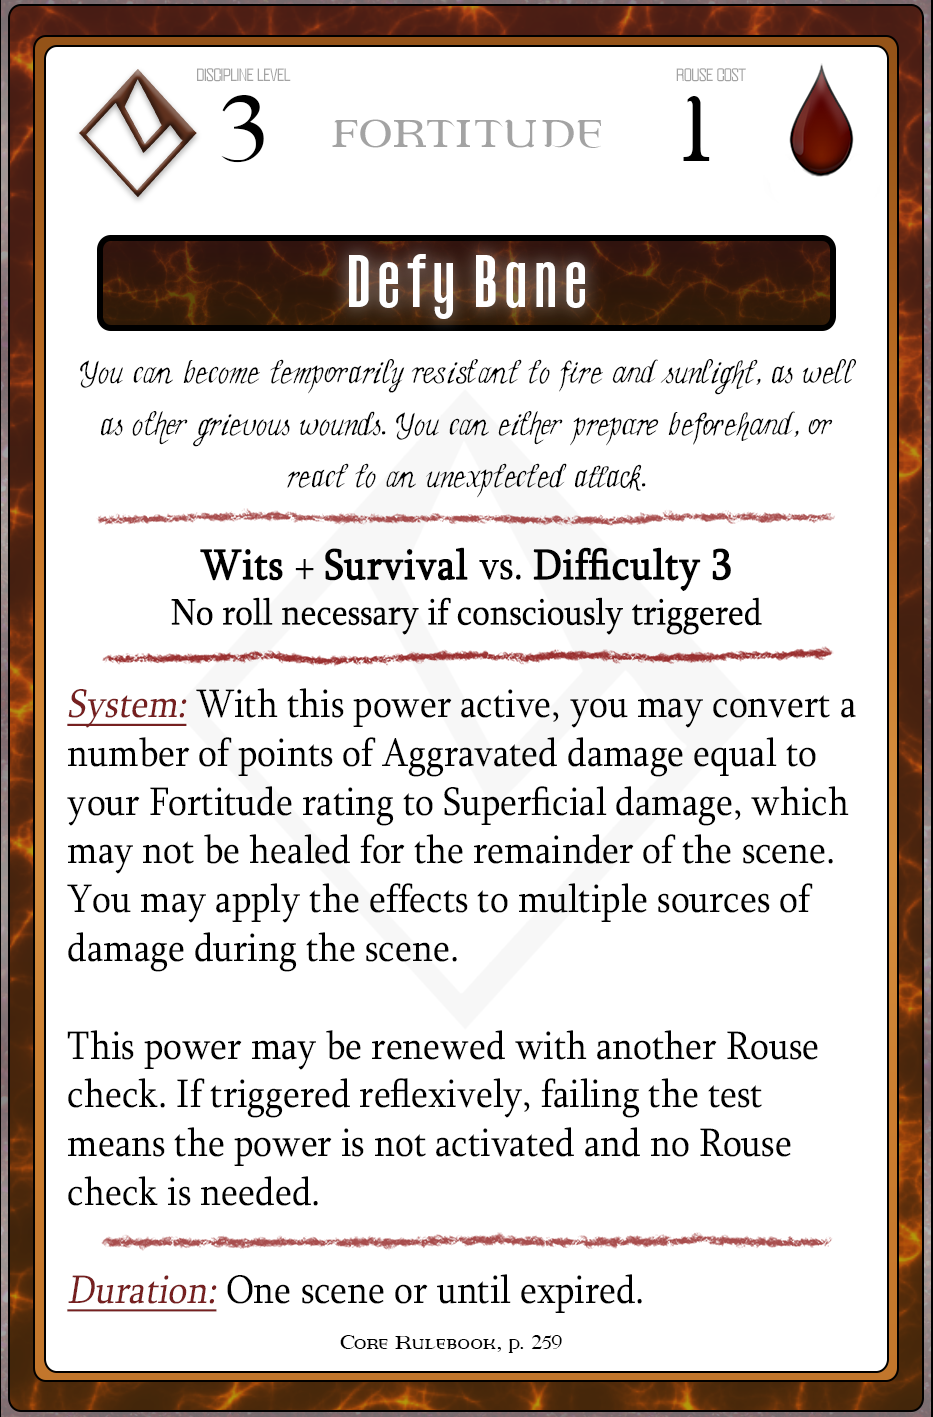 DISCIPLINE LEVEL
3
FORTITUDE
ROUSE COST
1
Defy Bane
You can become temporarily resistant to fire and sunlight, as well
as other grievous wounds. You can either prepare beforehand, or
react to an unexptected attack.
Wits + Survival vs. Difficulty 3
No roll necessary if consciously triggered
System: With this power active, you may convert a
number of points of Aggravated damage equal to
your Fortitude rating to Superficial damage, which
may not be healed for the remainder of the scene.
You may apply the effects to multiple sources of
damage during the scene.
This power may be renewed with another Rouse
check. If triggered reflexively, failing the test
means the power is not activated and no Rouse
check is needed.
Duration: One scene or until expired.
Core Rulebook, p. 259